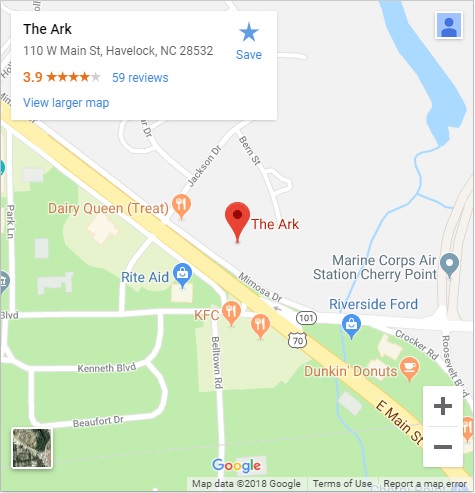 The Ark
110 W Main St, Havelock, NC 28532
3.9
59 reviews
View larger map
Save
Jackson Dr
Bern St
Dairy Queen (Treat)
The Ark
Park Ln
Rite Aid
Mimosa Dr
Marine Corps Air
Station Cherry Point
101
Riverside Ford
KFC
70
Belltown Rd
Crocker Rd
Roosevelt Blvd
Kenneth Blvd
Dunkin' Donuts
Beaufort Dr
E Main St
Google
Map data ©2018 Google
Terms of Use
Report a map error